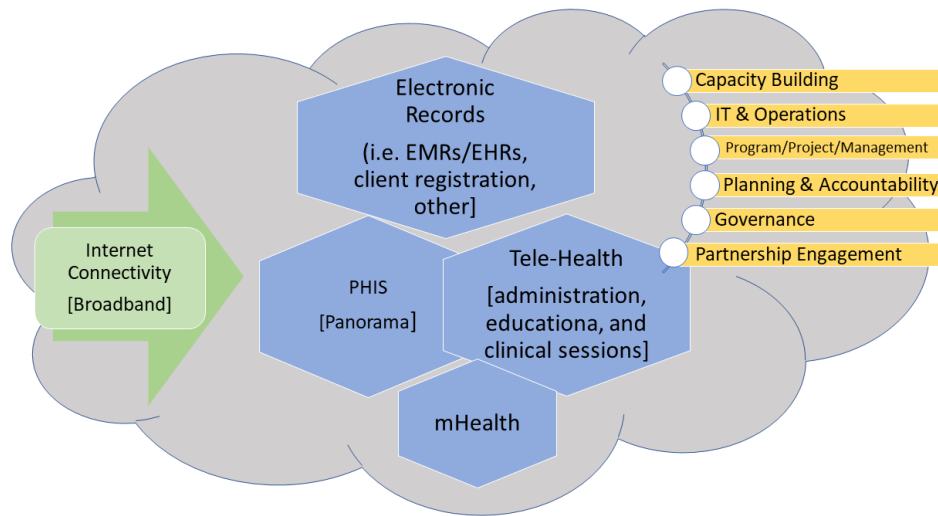 Electronic
Records
(i.e. EMRs/EHRs,
client registration,
other]
Capacity Building
IT & Operations
Program/Project/Management
Planning & Accountability
Governance
Partnership Engagement
Internet
Connectivity
[Broadband]
PHIS
[Panorama]
Tele-Health
[administration,
educationa, and
clinical sessions]
mHealth